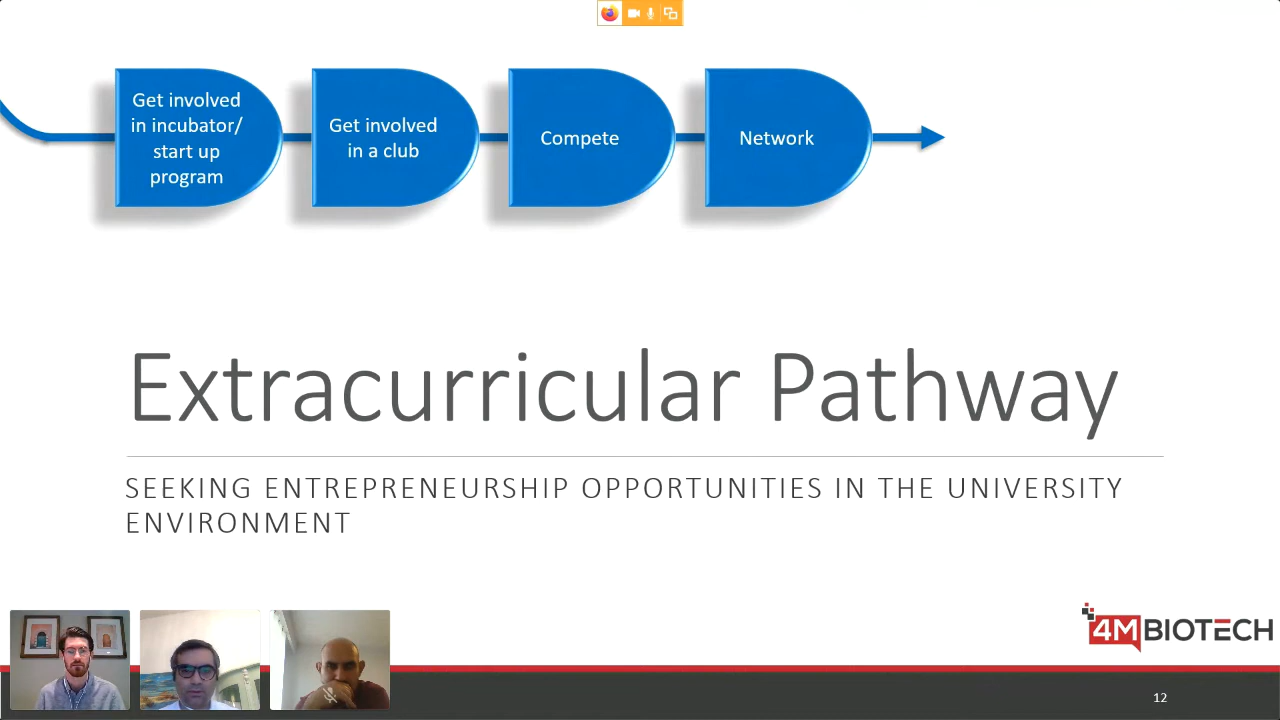 Get involved
in incubator/
start up
program
Get involved
in a club
Compete
Network
Extracurricular Pathway
SEEKING ENTREPRENEURSHIP OPPORTUNITIES IN THE UNIVERSITY
ENVIRONMENT
4MBIOTECH
12